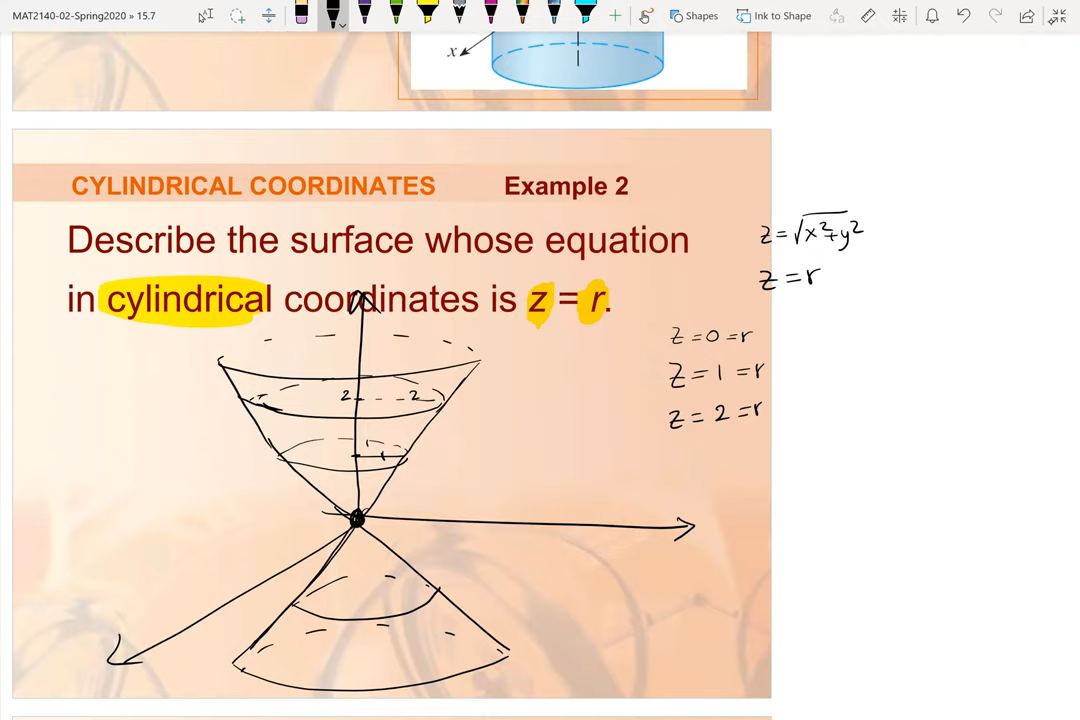 MAT2140-02-Spring2020 » 15.7
Shapes
Ink to Shape
x
CYLINDRICAL COORDINATES Example 2
Describe the surface whose equation
in cylindrical coordinates is z = r.
z = √x²+y²
z = r
z = 0 = r
z = 1 = r
z = 2 = r
2 2
1
1